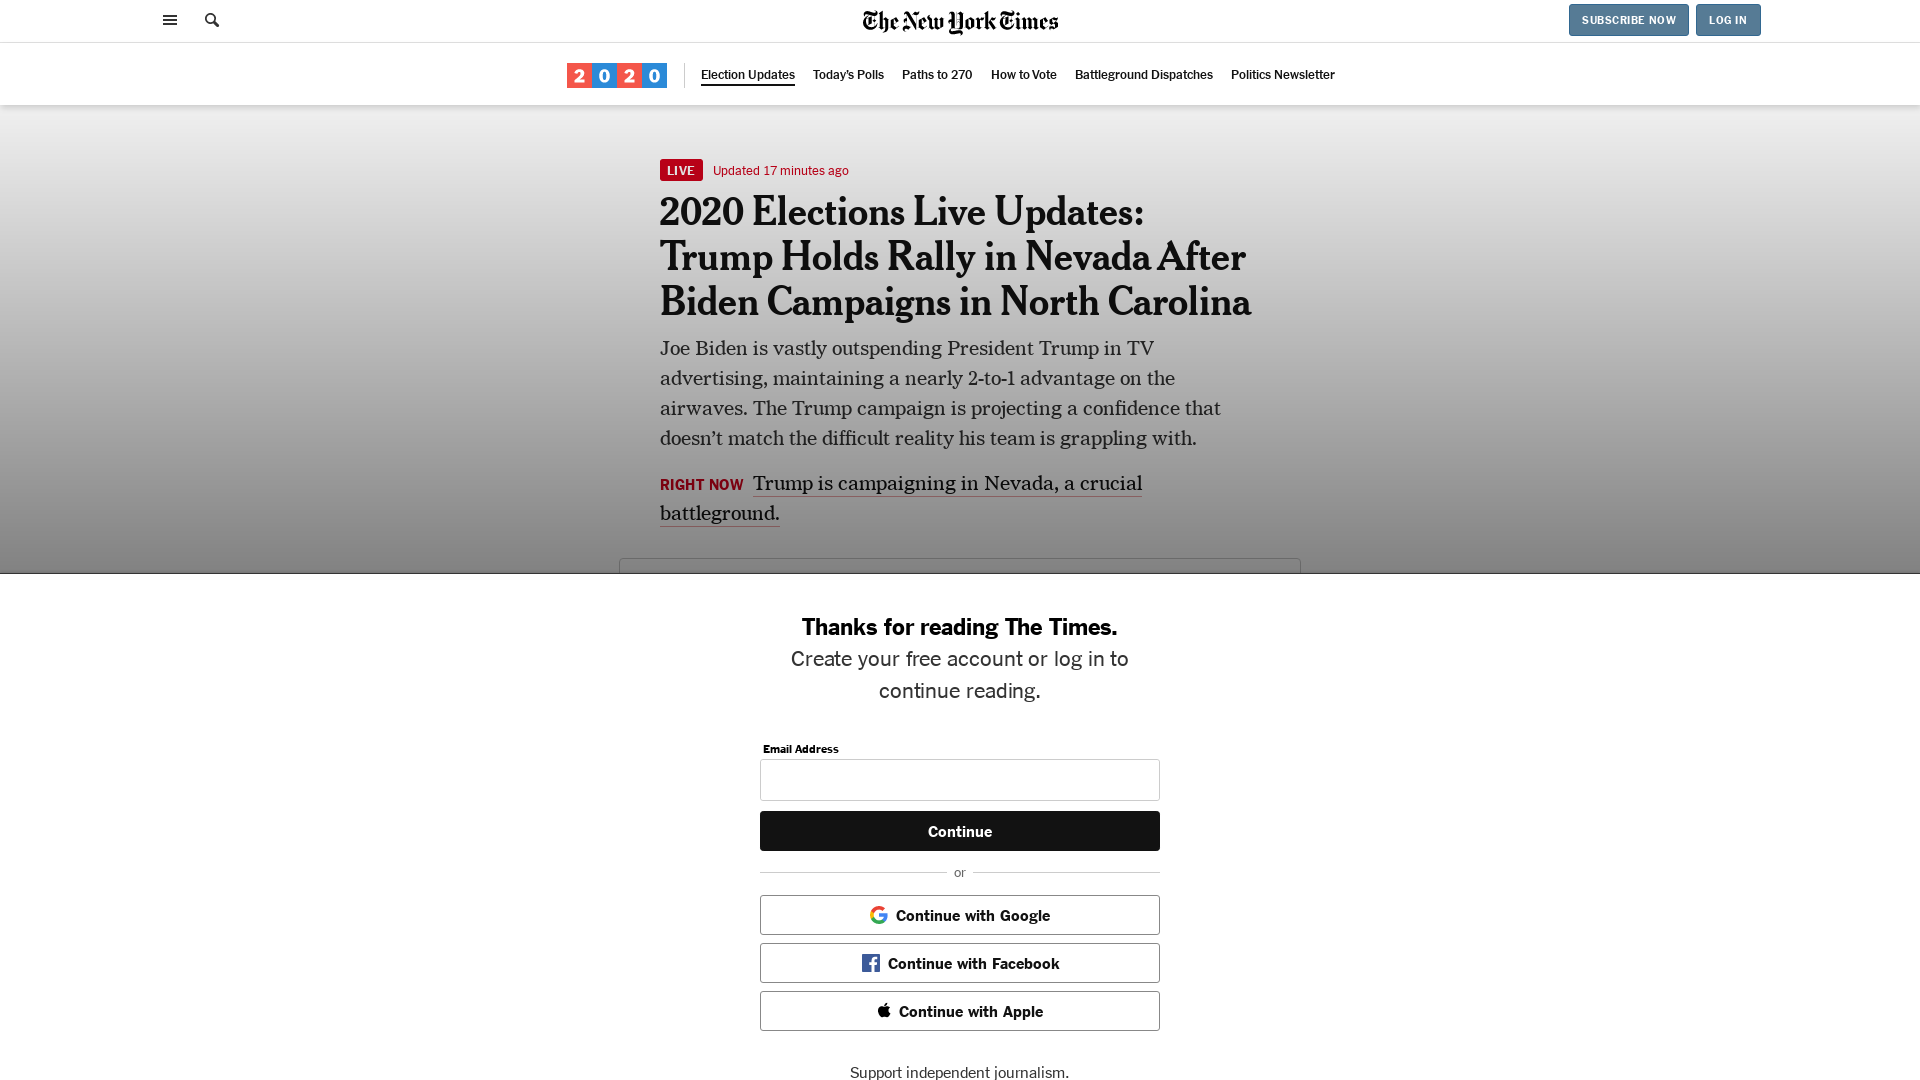 The New York Times
SUBSCRIBE NOW
LOG IN
2020
Election Updates
Today's Polls
Paths to 270
How to Vote
Battleground Dispatches
Politics Newsletter
LIVE Updated 17 minutes ago
2020 Elections Live Updates:
Trump Holds Rally in Nevada After
Biden Campaigns in North Carolina
Joe Biden is vastly outspending President Trump in TV
advertising, maintaining a nearly 2-to-1 advantage on the
airwaves. The Trump campaign is projecting a confidence that
doesn’t match the difficult reality his team is grappling with.
RIGHT NOW Trump is campaigning in Nevada, a crucial
battleground.
Thanks for reading The Times.
Create your free account or log in to
continue reading.
Email Address
Continue
or
Continue with Google
Continue with Facebook
Continue with Apple
Support independent journalism.